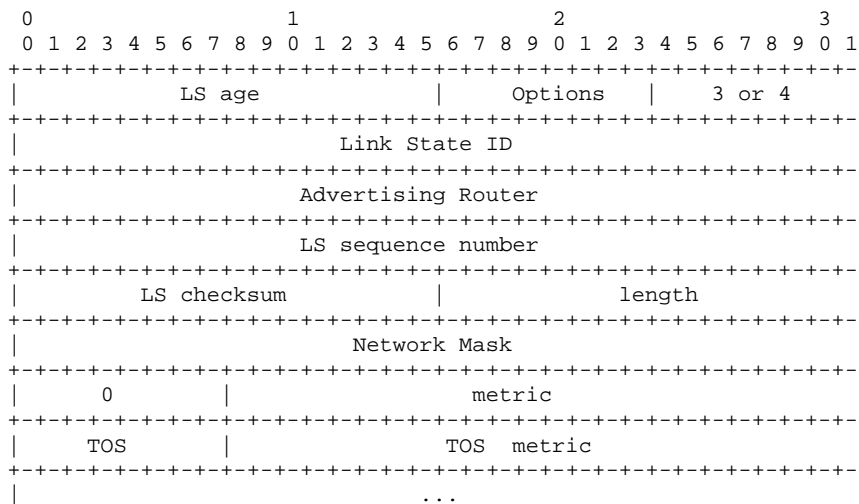 0                   1                   2                   3
0 1 2 3 4 5 6 7 8 9 0 1 2 3 4 5 6 7 8 9 0 1 2 3 4 5 6 7 8 9 0 1
+-+-+-+-+-+-+-+-+-+-+-+-+-+-+-+-+-+-+-+-+-+-+-+-+-+-+-+-+-+-+-+-
| LS age | Options | 3 or 4
+-+-+-+-+-+-+-+-+-+-+-+-+-+-+-+-+-+-+-+-+-+-+-+-+-+-+-+-+-+-+-+-
| Link State ID
+-+-+-+-+-+-+-+-+-+-+-+-+-+-+-+-+-+-+-+-+-+-+-+-+-+-+-+-+-+-+-+-
| Advertising Router
+-+-+-+-+-+-+-+-+-+-+-+-+-+-+-+-+-+-+-+-+-+-+-+-+-+-+-+-+-+-+-+-
| LS sequence number
+-+-+-+-+-+-+-+-+-+-+-+-+-+-+-+-+-+-+-+-+-+-+-+-+-+-+-+-+-+-+-+-
| LS checksum | length
+-+-+-+-+-+-+-+-+-+-+-+-+-+-+-+-+-+-+-+-+-+-+-+-+-+-+-+-+-+-+-+-
| Network Mask
+-+-+-+-+-+-+-+-+-+-+-+-+-+-+-+-+-+-+-+-+-+-+-+-+-+-+-+-+-+-+-+-
| 0 | metric
+-+-+-+-+-+-+-+-+-+-+-+-+-+-+-+-+-+-+-+-+-+-+-+-+-+-+-+-+-+-+-+-
| TOS | TOS  metric
+-+-+-+-+-+-+-+-+-+-+-+-+-+-+-+-+-+-+-+-+-+-+-+-+-+-+-+-+-+-+-+-
| ...